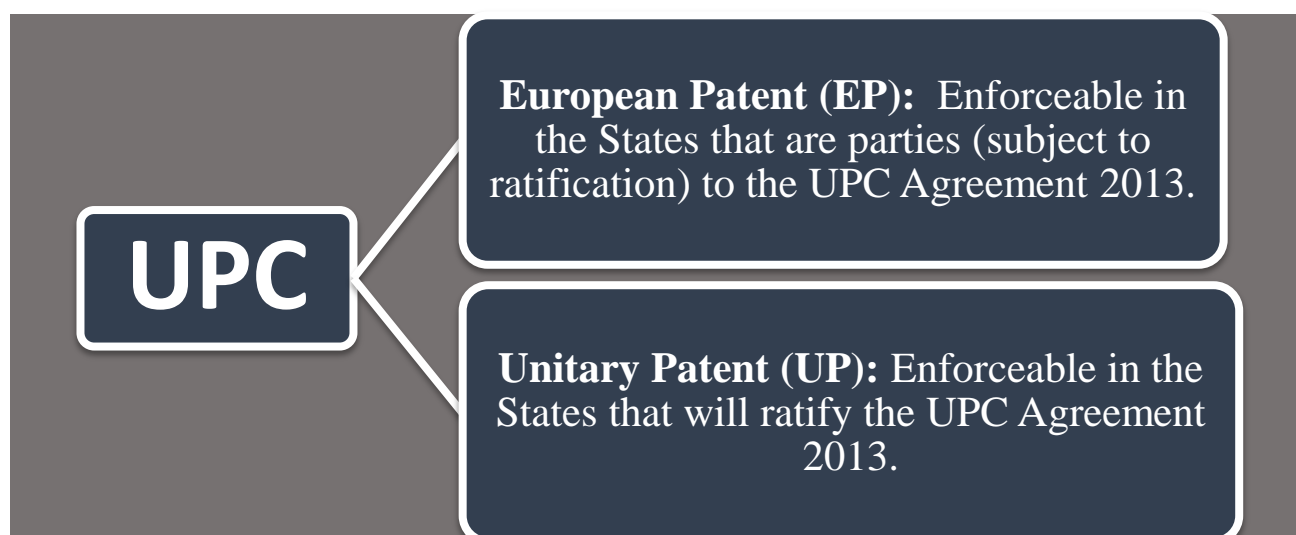 UPC
European Patent (EP): Enforceable in
the States that are parties (subject to
ratification) to the UPC Agreement 2013.
Unitary Patent (UP): Enforceable in the
States that will ratify the UPC Agreement
2013.